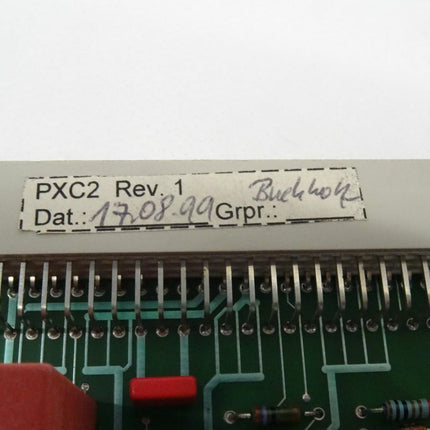 PXC2 Rev. 1 Buchholz
Dat.: 17.08.99 Grpr.: